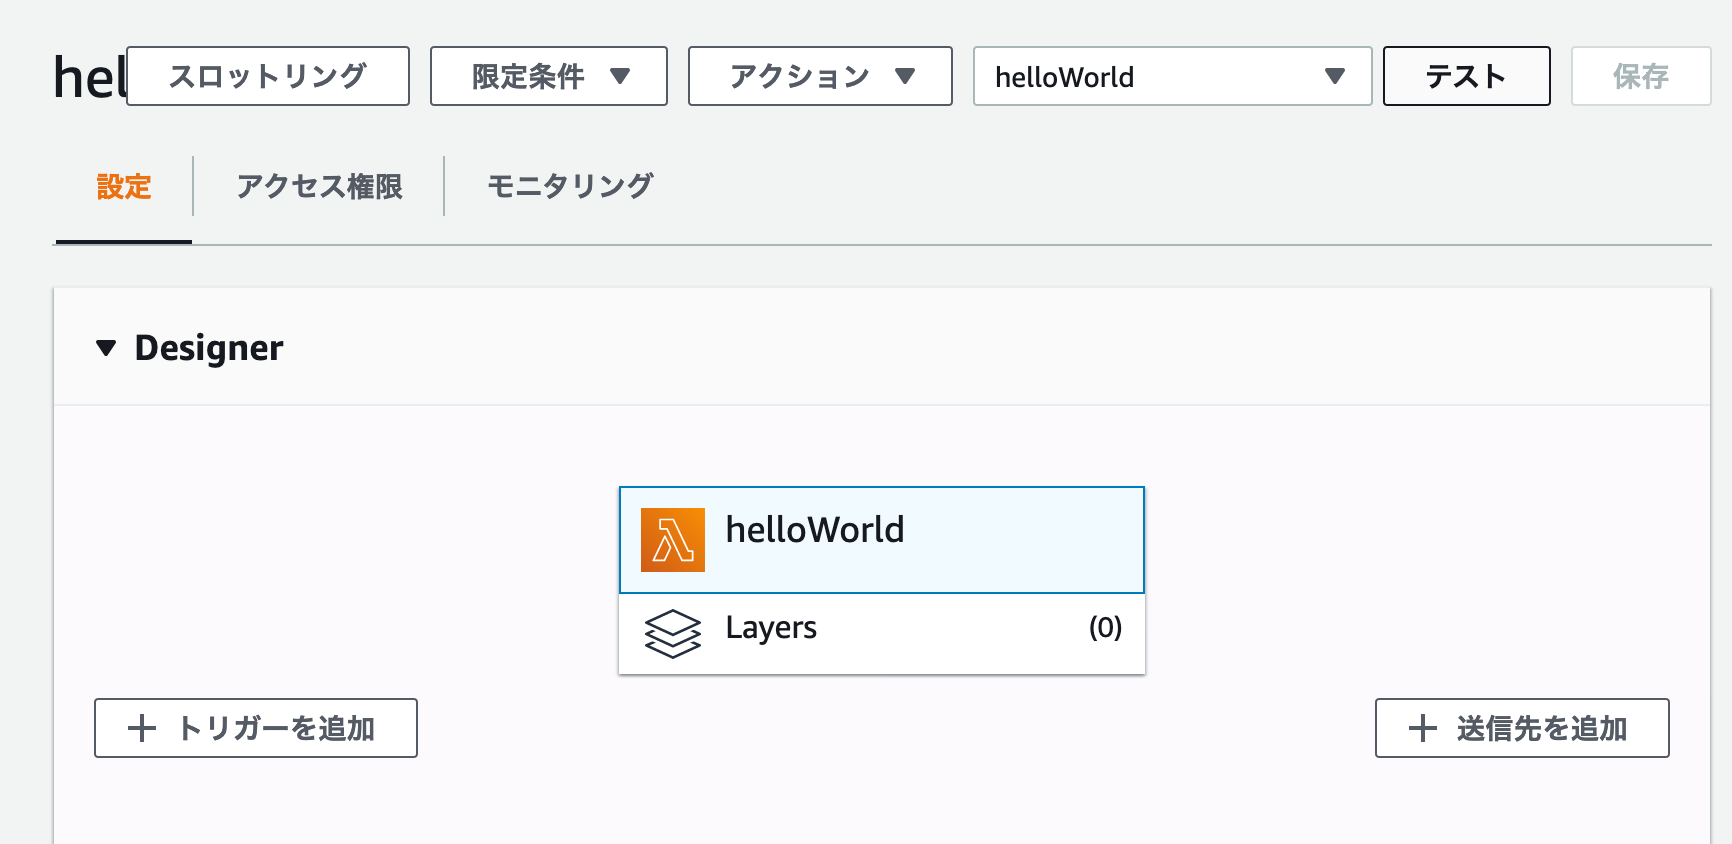 hel スロットリング 限定条件 アクション helloWorld テスト 保存
設定 アクセス権限 モニタリング
Designer
helloWorld
Layers (0)
トリガーを追加 送信先を追加